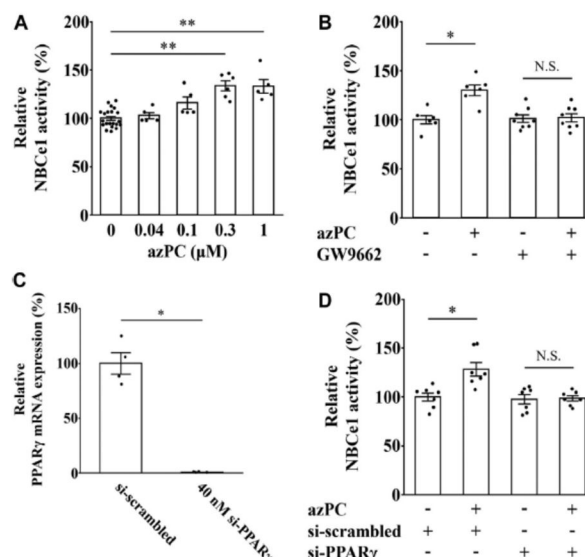 A
Relative
NBCe1 activity (%)
200
150
100
50
0
**
**
0 0.04 0.1 0.3 1
azPC (µM)
B
Relative
NBCe1 activity (%)
200
150
100
50
0
*
N.S.
azPC - + - +
GW9662 - - + +
C
Relative
PPARγ mRNA expression (%)
150
100
50
0
*
si-scrambled
40 nM si-PPAR-
D
Relative
NBCe1 activity (%)
200
150
100
50
0
*
N.S.
azPC - + - +
si-scrambled + + - -
si-PPARγ - - + +